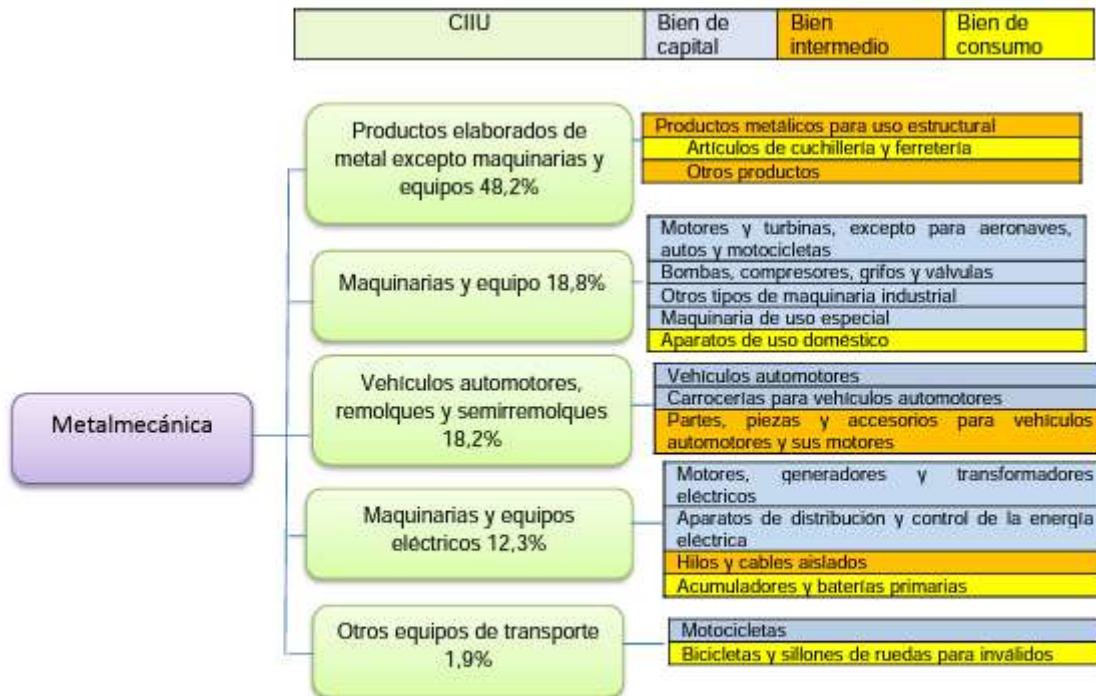 CIIU
Bien de
capital
Bien
intermedio
Bien de
consumo
Productos elaborados de
metal excepto maquinarias y
equipos 48,2%
Productos metálicos para uso estructural
Artículos de cuchillería y ferretería
Otros productos
Maquinarias y equipo 18,8%
Motores y turbinas, excepto para aeronaves,
autos y motocicletas
Bombas, compresores, grifos y válvulas
Otros tipos de maquinaria industrial
Maquinaria de uso especial
Aparatos de uso doméstico
Metalmecánica
Vehículos automotores,
remolques y semirremolques
18,2%
Vehículos automotores
Carrocerías para vehículos automotores
Partes, piezas y accesorios para vehículos
automotores y sus motores
Maquinarias y equipos
eléctricos 12,3%
Motores, generadores y transformadores
eléctricos
Aparatos de distribución y control de la energía
eléctrica
Hilos y cables aislados
Acumuladores y baterías primarias
Otros equipos de transporte
1,9%
Motocicletas
Bicicletas y sillones de ruedas para inválidos